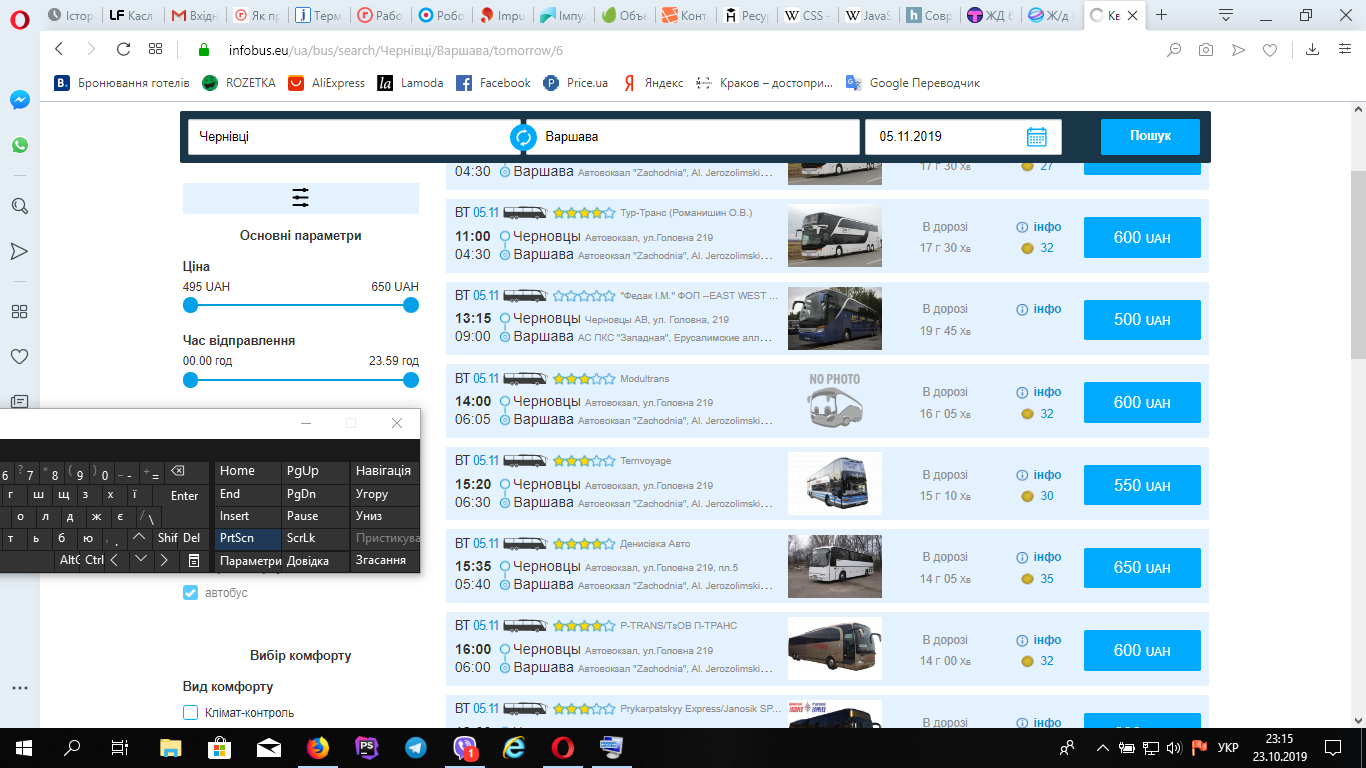 Істор
LF Касл
Вхідн
Як пр
Терм
Рабо
Робо
Impu
Імпу
Объе
Конт
Ресур
CSS –
JavaS
Совр
ЖД б
Ж/д
Ке
infobus.eu/ua/bus/search/Чернівці/Варшава/tomorrow/6
Бронювання готелів
ROZETKA
AliExpress
Lamoda
Facebook
Price.ua
Яндекс
Краков – достопри...
Google Переводчик
Чернівці
Варшава
05.11.2019
Пошук
04:30 Варшава Автовокзал "Zachodnia", Al. Jerozolimski...
17 г 30 Хв
27
Основні параметри
Ціна
495 UAH 650 UAH
Час відправлення
00.00 год 23.59 год
ВТ 05.11 Тур-Транс (Романишин О.В.)
11:00 Черновцы Автовокзал, ул.Головна 219
04:30 Варшава Автовокзал "Zachodnia", Al. Jerozolimski...
В дорозі
17 г 30 Хв
інфо
32
600 UAH
ВТ 05.11 "Федак І.М." ФОП --EAST WEST ...
13:15 Черновцы Черновцы АВ, ул. Головна, 219
09:00 Варшава АС ПКС "Западная", Ерусалимские алл...
В дорозі
19 г 45 Хв
інфо
500 UAH
ВТ 05.11 Modultrans
14:00 Черновцы Автовокзал, ул.Головна 219
06:05 Варшава Автовокзал "Zachodnia", Al. Jerozolimski...
NO PHOTO
В дорозі
16 г 05 Хв
інфо
32
600 UAH
ВТ 05.11 Ternvoyage
15:20 Черновцы Автовокзал, ул.Головна 219
06:30 Варшава Автовокзал "Zachodnia", Al. Jerozolimski...
В дорозі
15 г 10 Хв
інфо
30
550 UAH
ВТ 05.11 Денисівка Авто
15:35 Черновцы Автовокзал, ул.Головна 219, пл.5
05:40 Варшава Автовокзал "Zachodnia", Al. Jerozolimski...
В дорозі
14 г 05 Хв
інфо
35
650 UAH
ВТ 05.11 P-TRANS/ТзОВ П-ТРАНС
16:00 Черновцы Автовокзал, ул.Головна 219
06:00 Варшава Автовокзал "Zachodnia", Al. Jerozolimski...
В дорозі
14 г 00 Хв
інфо
32
600 UAH
ВТ 05.11 Prykarpatskyy Express/Janosik SP...
В дорозі
інфо
6 ? 7 * 8 ( 9 ) 0 _ - + =
Home PgUp Навігація
г ш щ з х ї Enter
End PgDn Угору
о л д ж є / \
Insert Pause Униз
т ь б ю , . Shif Del
PrtScn ScrLk Пристикува
AltG Ctrl
Параметри Довідка Згасання
автобус
Вибір комфорту
Вид комфорту
Клімат-контроль
PS
1
УКР
23:15
23.10.2019